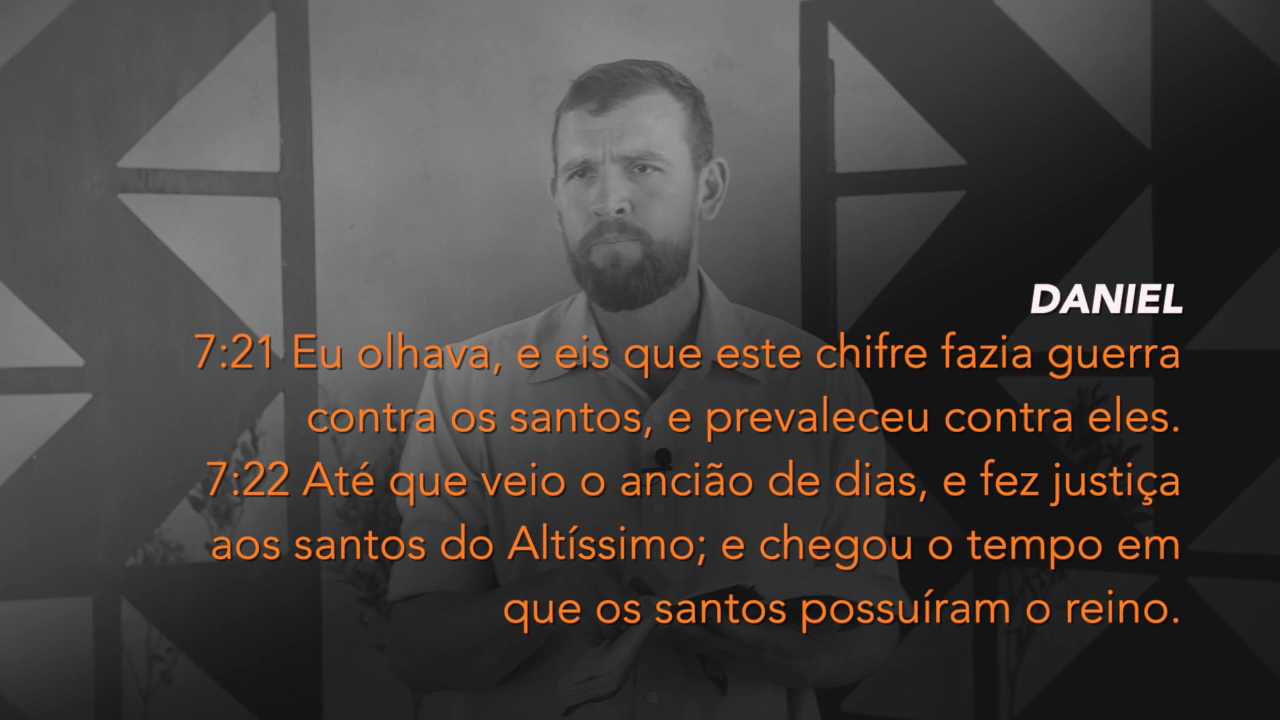 DANIEL
7:21 Eu olhava, e eis que este chifre fazia guerra
contra os santos, e prevaleceu contra eles.
7:22 Até que veio o ancião de dias, e fez justiça
aos santos do Altíssimo; e chegou o tempo em
que os santos possuíram o reino.